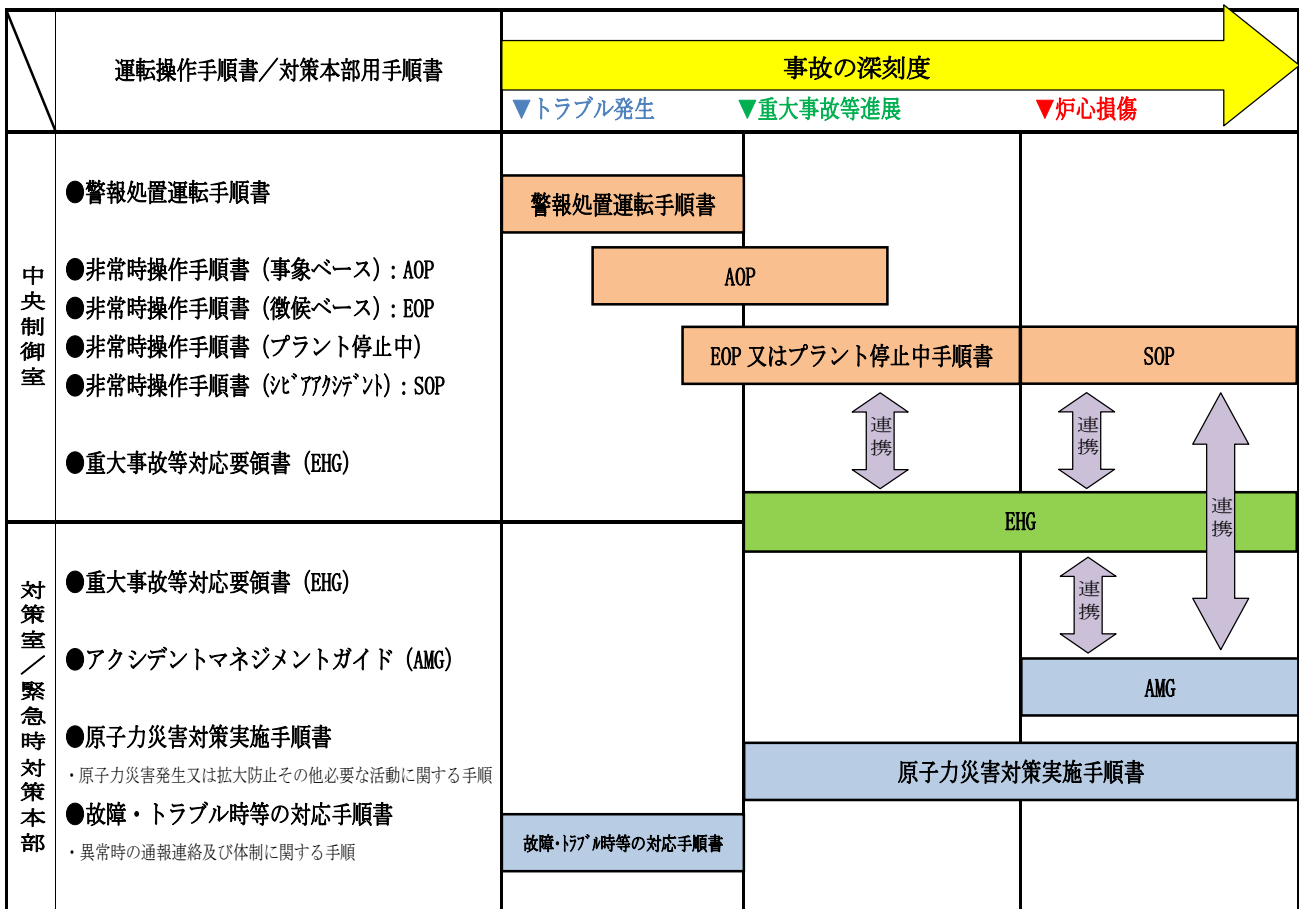 運転操作手順書／対策本部用手順書
事故の深刻度
▼トラブル発生
▼重大事故等進展
▼炉心損傷
中央制御室
●警報処置運転手順書
●非常時操作手順書（事象ベース）：AOP
●非常時操作手順書（徴候ベース）：EOP
●非常時操作手順書（プラント停止中）
●非常時操作手順書（ｼﾋﾞｱｱｸｼﾃﾞﾝﾄ）：SOP
●重大事故等対応要領書（EHG）
警報処置運転手順書
AOP
EOP 又はプラント停止中手順書
SOP
連携
連携
連携
EHG
対策室／緊急時対策本部
●重大事故等対応要領書（EHG）
●アクシデントマネジメントガイド（AMG）
●原子力災害対策実施手順書
・原子力災害発生又は拡大防止その他必要な活動に関する手順
●故障・トラブル時等の対応手順書
・異常時の通報連絡及び体制に関する手順
連携
AMG
原子力災害対策実施手順書
故障・ﾄﾗﾌﾞﾙ時等の対応手順書